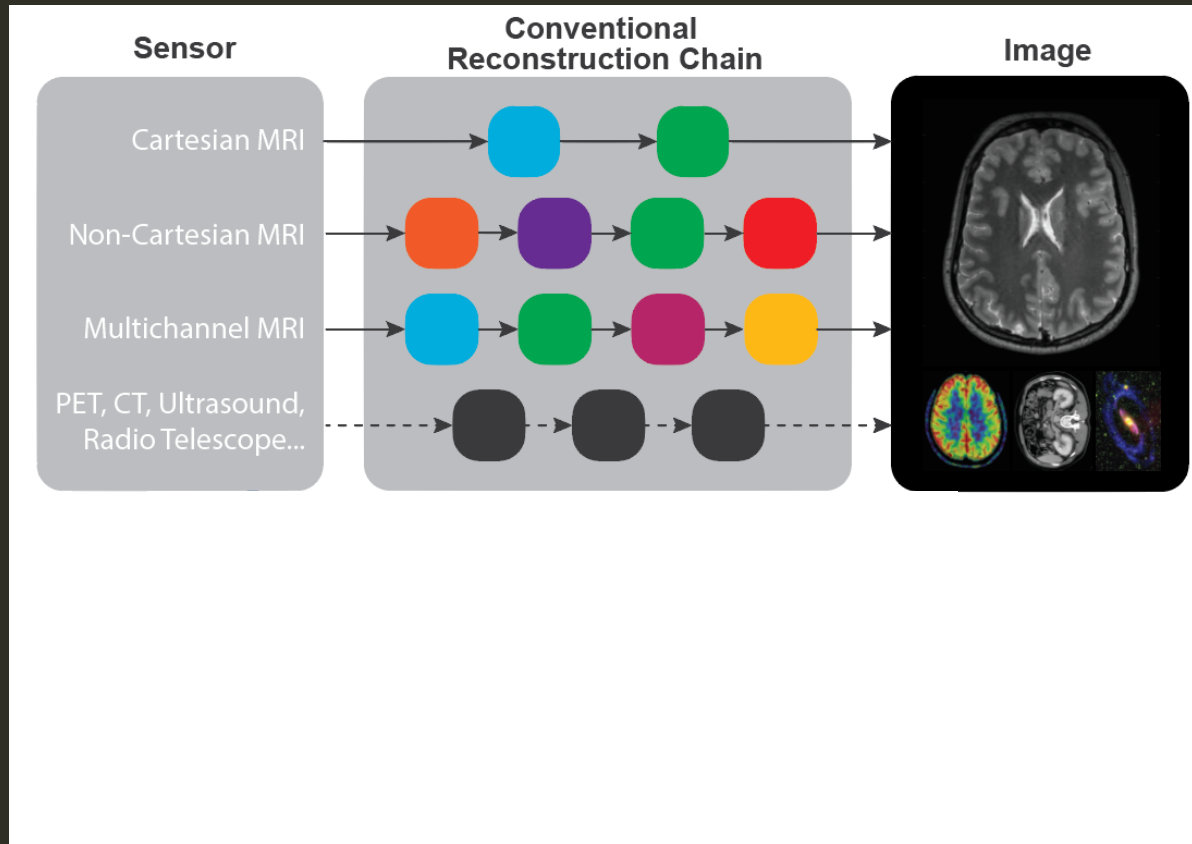 Sensor
Conventional
Reconstruction Chain
Image
Cartesian MRI
Non-Cartesian MRI
Multichannel MRI
PET, CT, Ultrasound,
Radio Telescope...